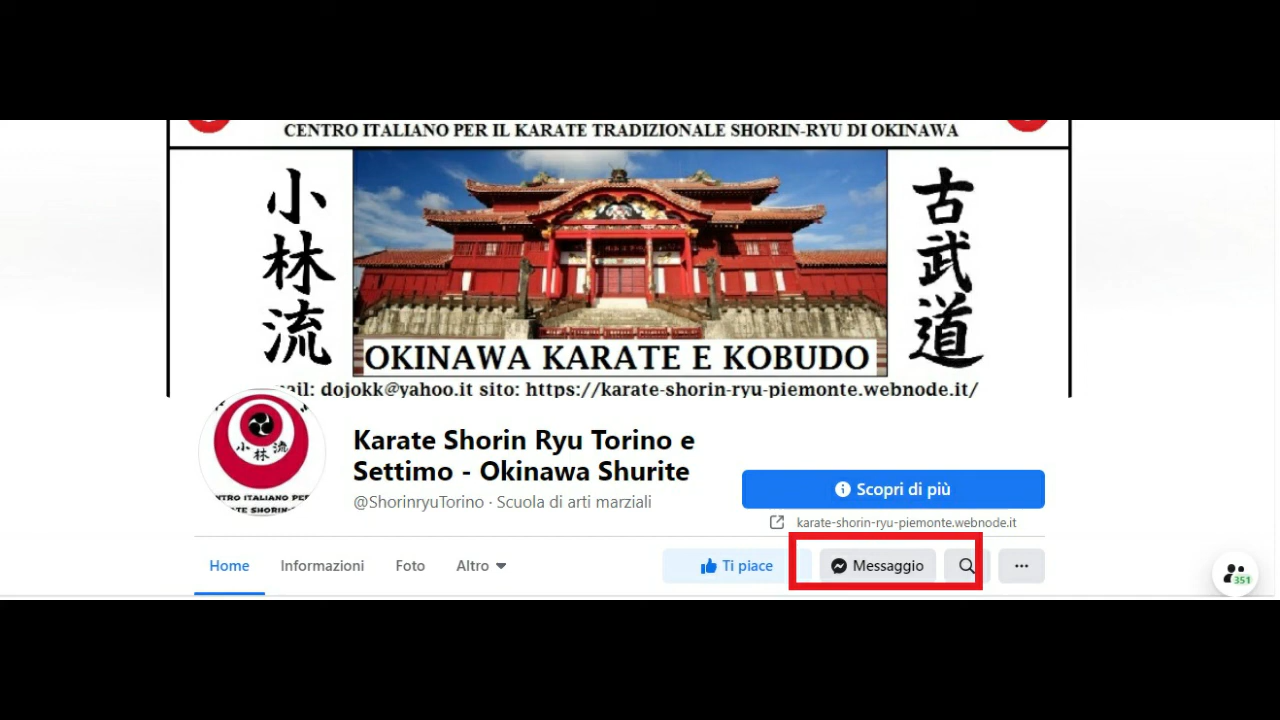 CENTRO ITALIANO PER IL KARATE TRADIZIONALE SHORIN-RYU DI OKINAWA
小林流
古武道
OKINAWA KARATE E KOBUDO
dojokk@yahoo.it sito: https://karate-shorin-ryu-piemonte.webnode.it/
小林流
Karate Shorin Ryu Torino e
Settimo - Okinawa Shurite
@ShorinryuTorino · Scuola di arti marziali
Scopri di più
karate-shorin-ryu-piemonte.webnode.it
Home Informazioni Foto Altro Ti piace Messaggio
351